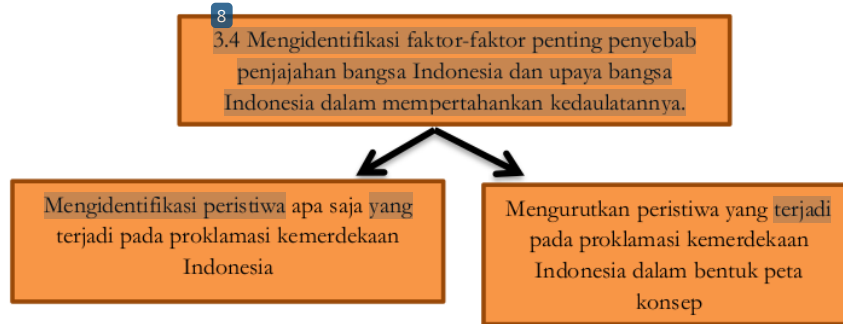 8
3.4 Mengidentifikasi faktor-faktor penting penyebab
penjajahan bangsa Indonesia dan upaya bangsa
Indonesia dalam mempertahankan kedaulatannya.
Mengidentifikasi peristiwa apa saja yang
terjadi pada proklamasi kemerdekaan
Indonesia
Mengurutkan peristiwa yang terjadi
pada proklamasi kemerdekaan
Indonesia dalam bentuk peta
konsep